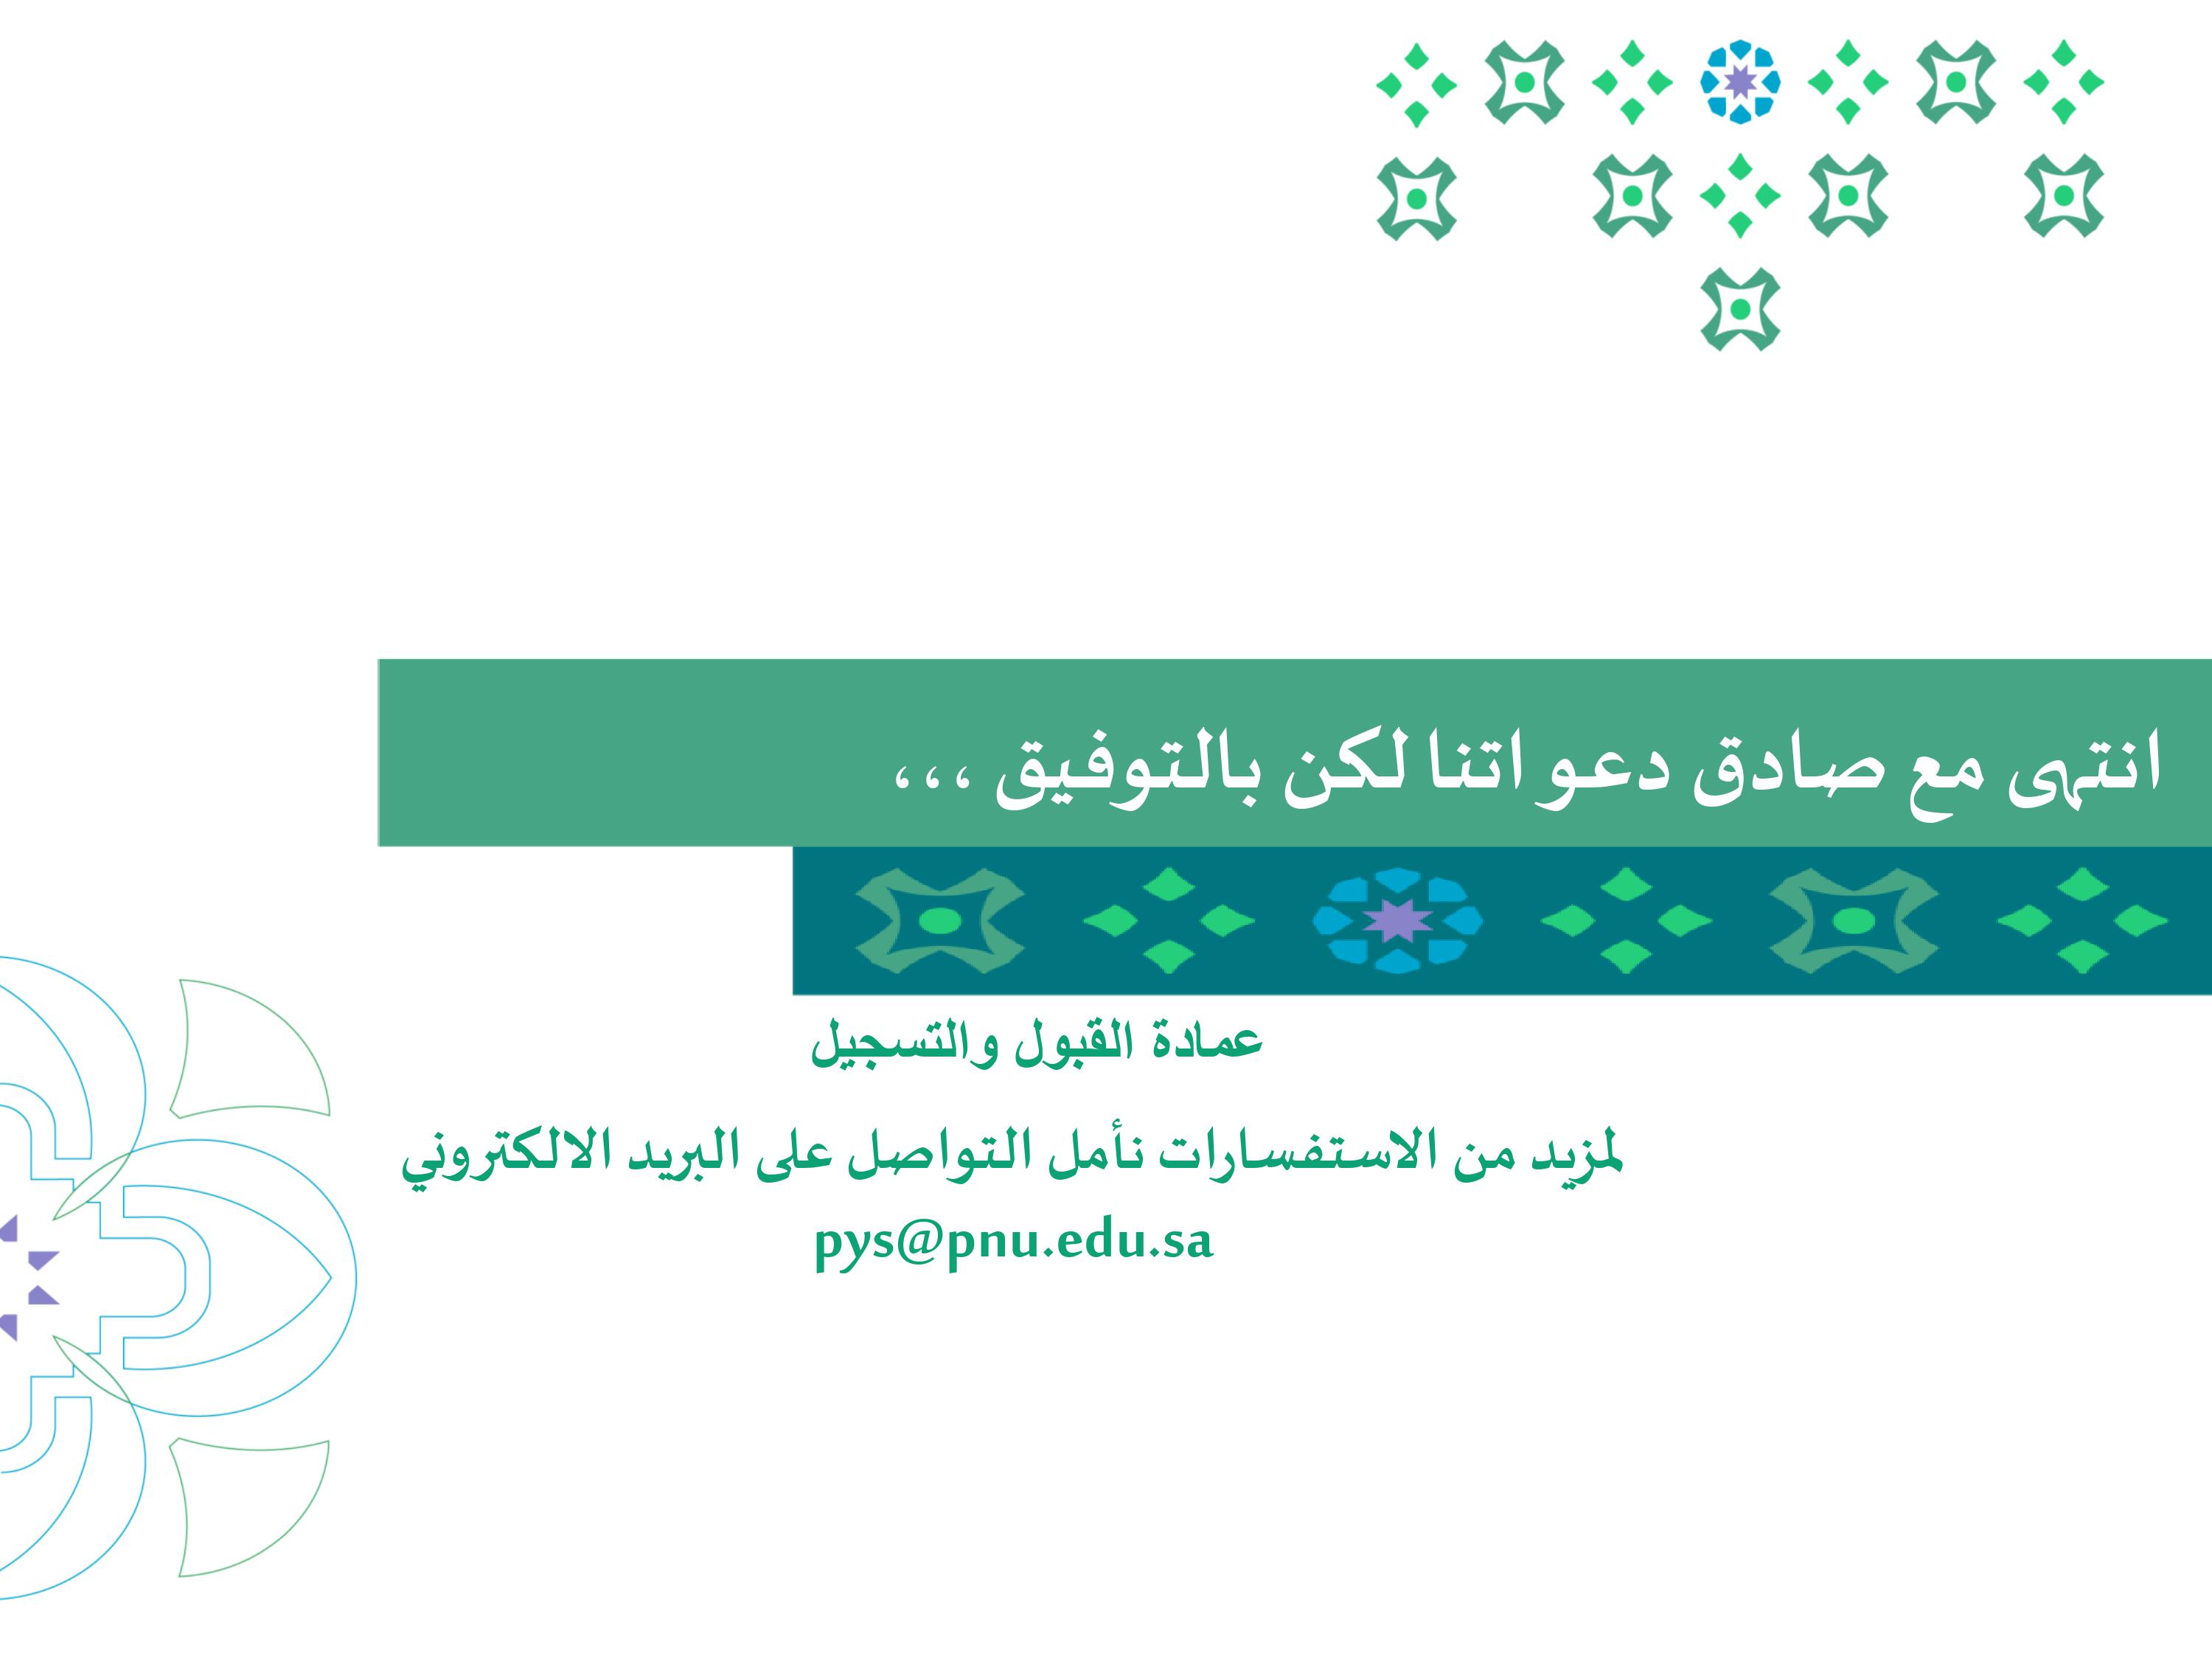 انتهى مع صادق دعواتنا لكن بالتوفيق ،،،
عمادة القبول والتسجيل
لمزيد من الاستفسارات نأمل التواصل على البريد الالكتروني
pys@pnu.edu.sa